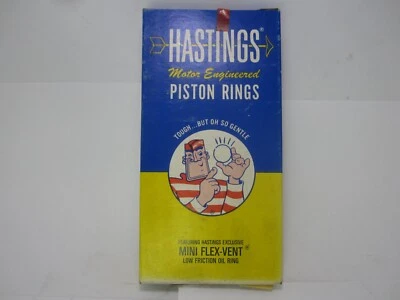 HASTINGS®
Motor Engineered
PISTON RINGS
TOUGH...BUT OH SO GENTLE
FEATURING HASTINGS EXCLUSIVE
MINI FLEX-VENT®
LOW FRICTION OIL RING